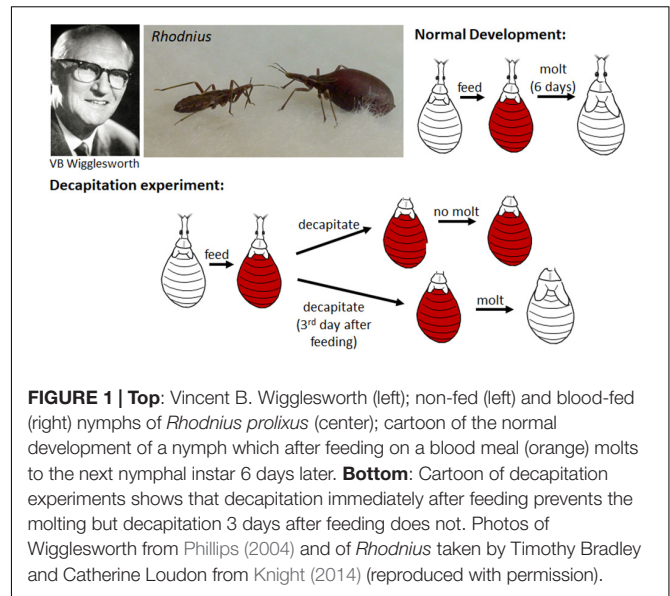 Rhodnius
Normal Development:
feed
molt
(6 days)
VB Wigglesworth
Decapitation experiment:
feed
decapitate
no molt
decapitate
(3rd day after
feeding)
molt
FIGURE 1 | Top: Vincent B. Wigglesworth (left); non-fed (left) and blood-fed
(right) nymphs of Rhodnius prolixus (center); cartoon of the normal
development of a nymph which after feeding on a blood meal (orange) molts
to the next nymphal instar 6 days later. Bottom: Cartoon of decapitation
experiments shows that decapitation immediately after feeding prevents the
molting but decapitation 3 days after feeding does not. Photos of
Wigglesworth from Phillips (2004) and of Rhodnius taken by Timothy Bradley
and Catherine Loudon from Knight (2014) (reproduced with permission).